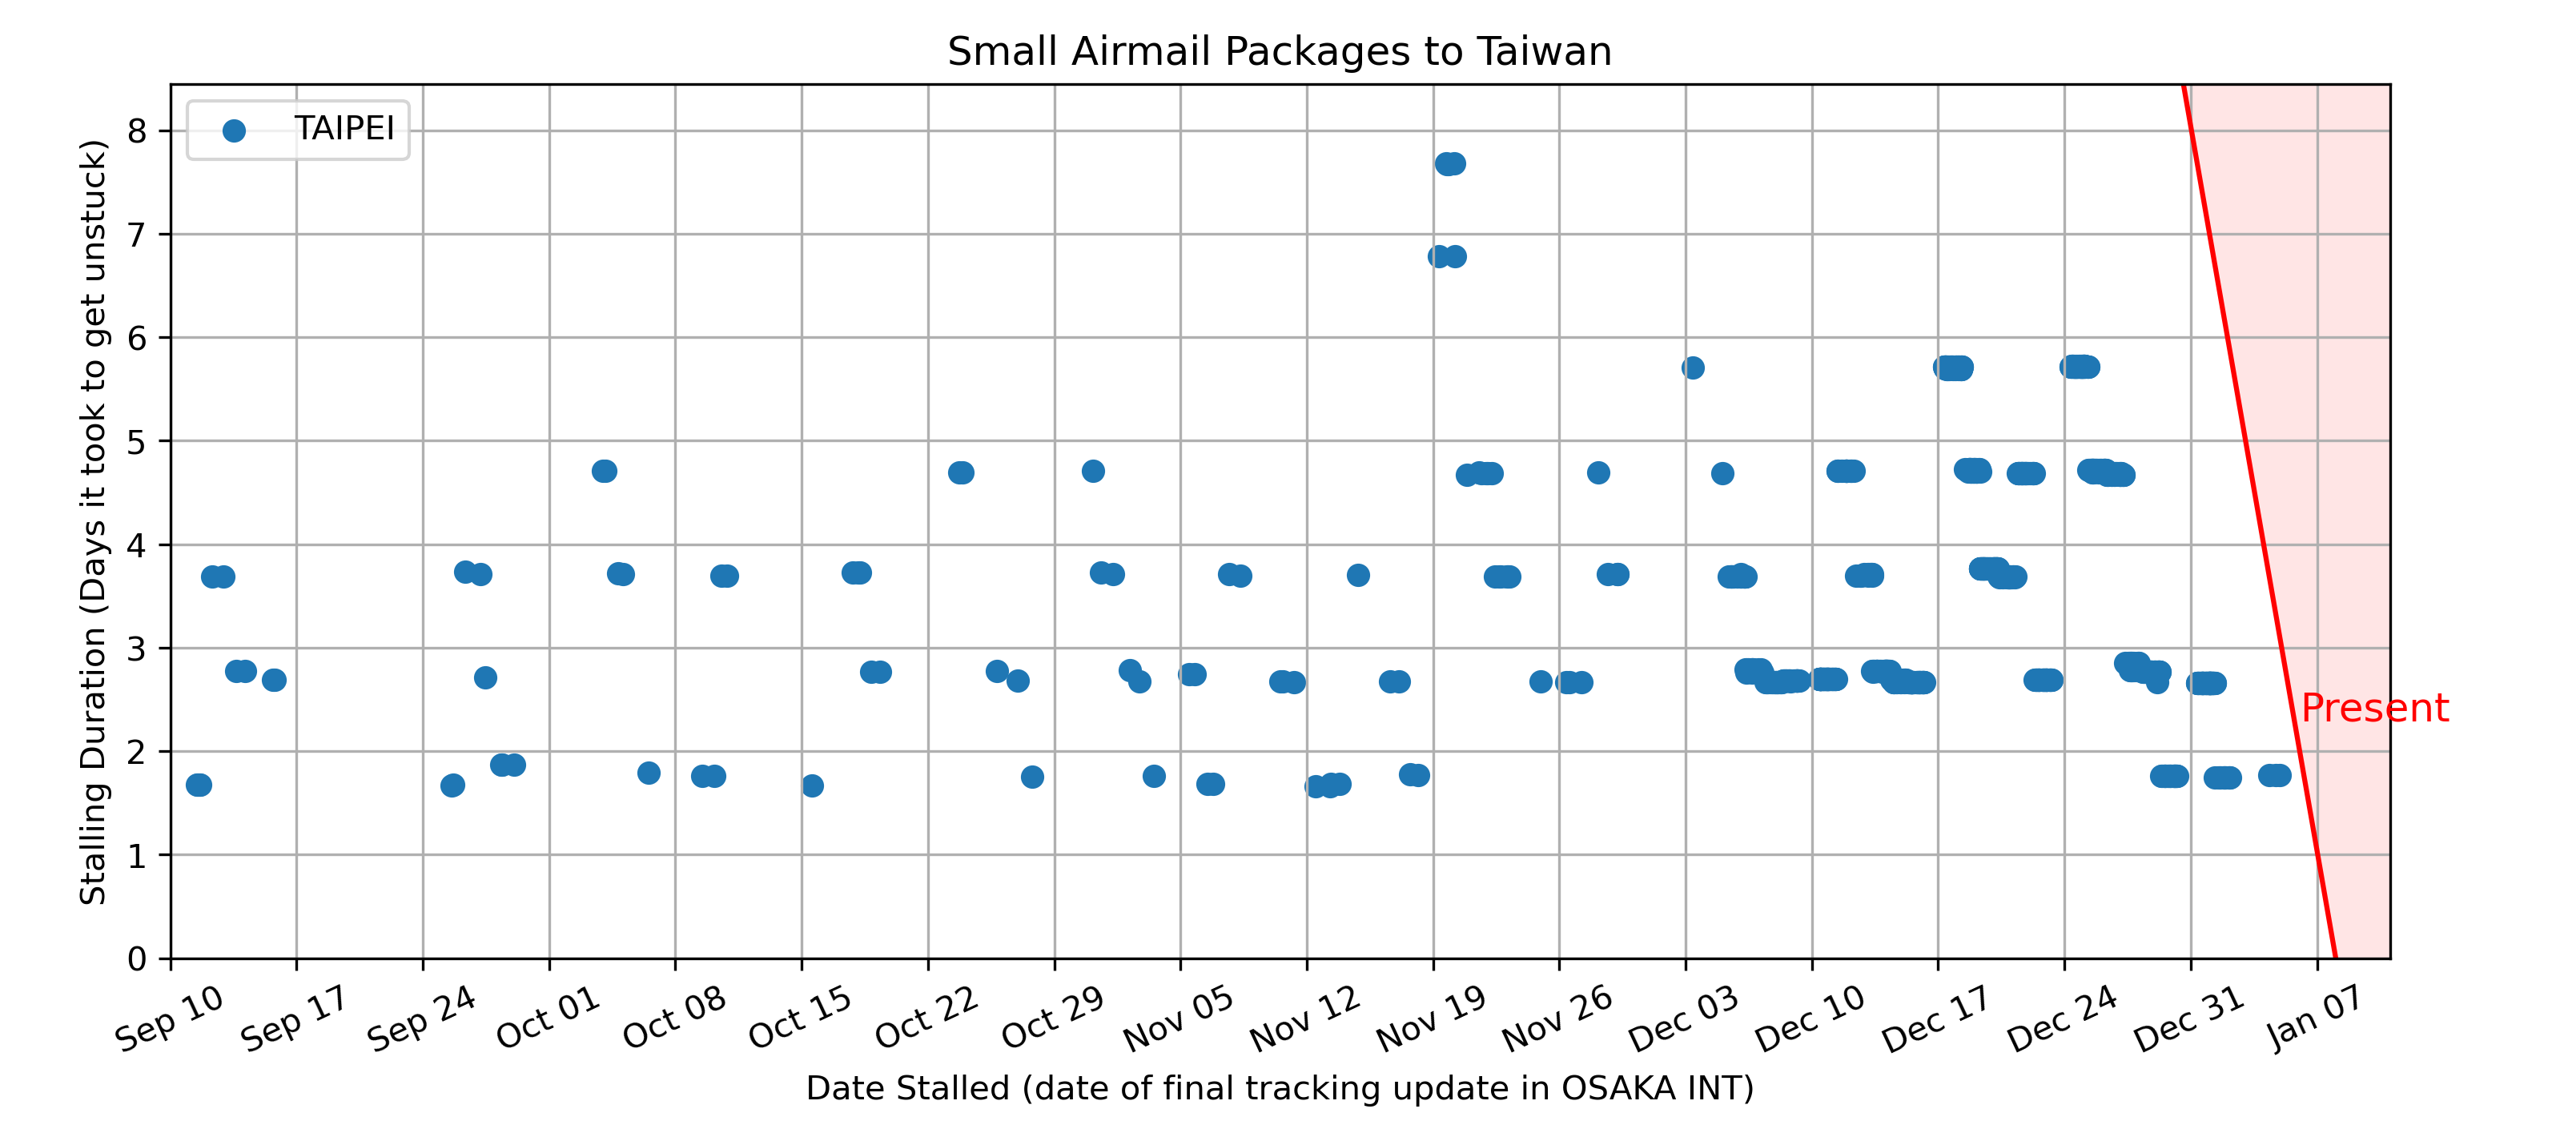 Small Airmail Packages to Taiwan
TAIPEI
Stalling Duration (Days it took to get unstuck)
8
7
6
5
4
3
2
1
0
Present
Sep 10 Sep 17 Sep 24 Oct 01 Oct 08 Oct 15 Oct 22 Oct 29 Nov 05 Nov 12 Nov 19 Nov 26 Dec 03 Dec 10 Dec 17 Dec 24 Dec 31 Jan 07
Date Stalled (date of final tracking update in OSAKA INT)